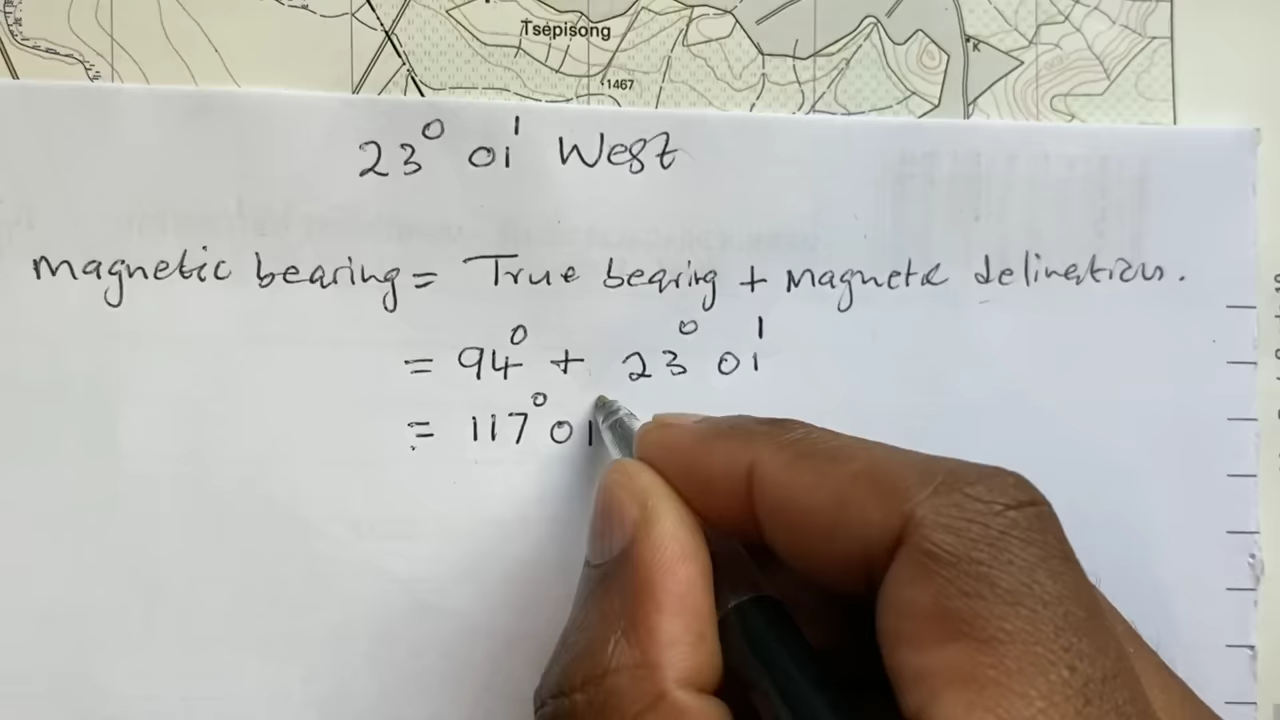 Tsepisong
K
1467
23° 01' West
magnetic bearing = True bearing + Magnetic delination.
= 94° + 23° 01'
= 117° 01